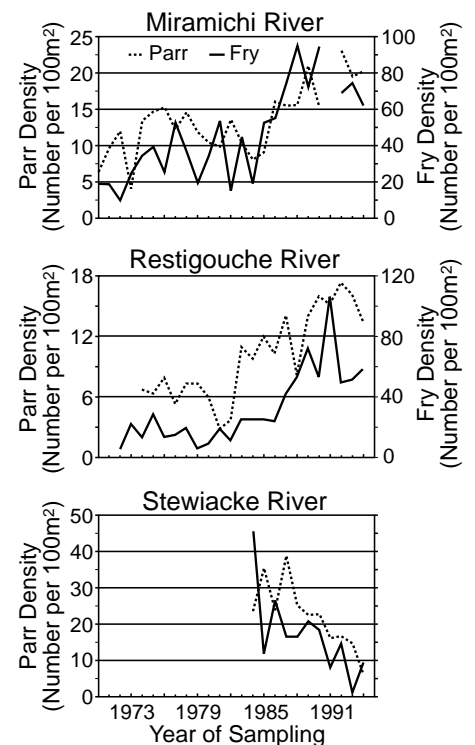 Miramichi River
25
20
15
10
5
0
Parr Density
(Number per 100m²)
Parr
Fry
100
80
60
40
20
0
Fry Density
(Number per 100m²)
Restigouche River
18
12
6
0
Parr Density
(Number per 100m²)
120
80
40
0
Fry Density
(Number per 100m²)
Stewiacke River
50
40
30
20
10
0
Parr Density
(Number per 100m²)
1973 1979 1985 1991
Year of Sampling